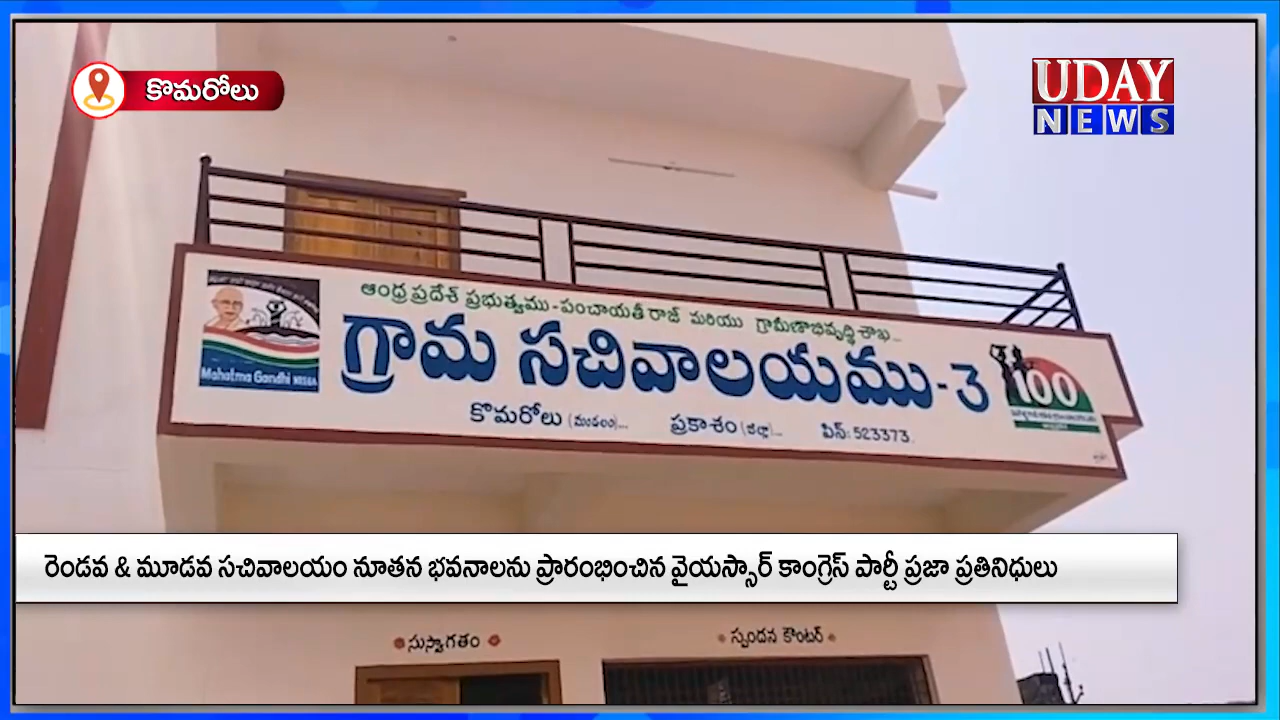 కొమరోలు
UDAY
NEWS
ఆంధ్ర ప్రదేశ్ ప్రభుత్వము - పంచాయతీ రాజ్ మరియు గ్రామీణాభివృద్ధి శాఖ...
గ్రామ సచివాలయము - 3
Mahatma Gandhi NREGA
100
కొమరోలు (మండలం)... ప్రకాశం (జిల్లా)... పిన్: 523373.
రెండవ & మూడవ సచివాలయం నూతన భవనాలను ప్రారంభించిన వైయస్సార్ కాంగ్రెస్ పార్టీ ప్రజా ప్రతినిధులు
సుస్వాగతం
స్పందన కౌంటర్